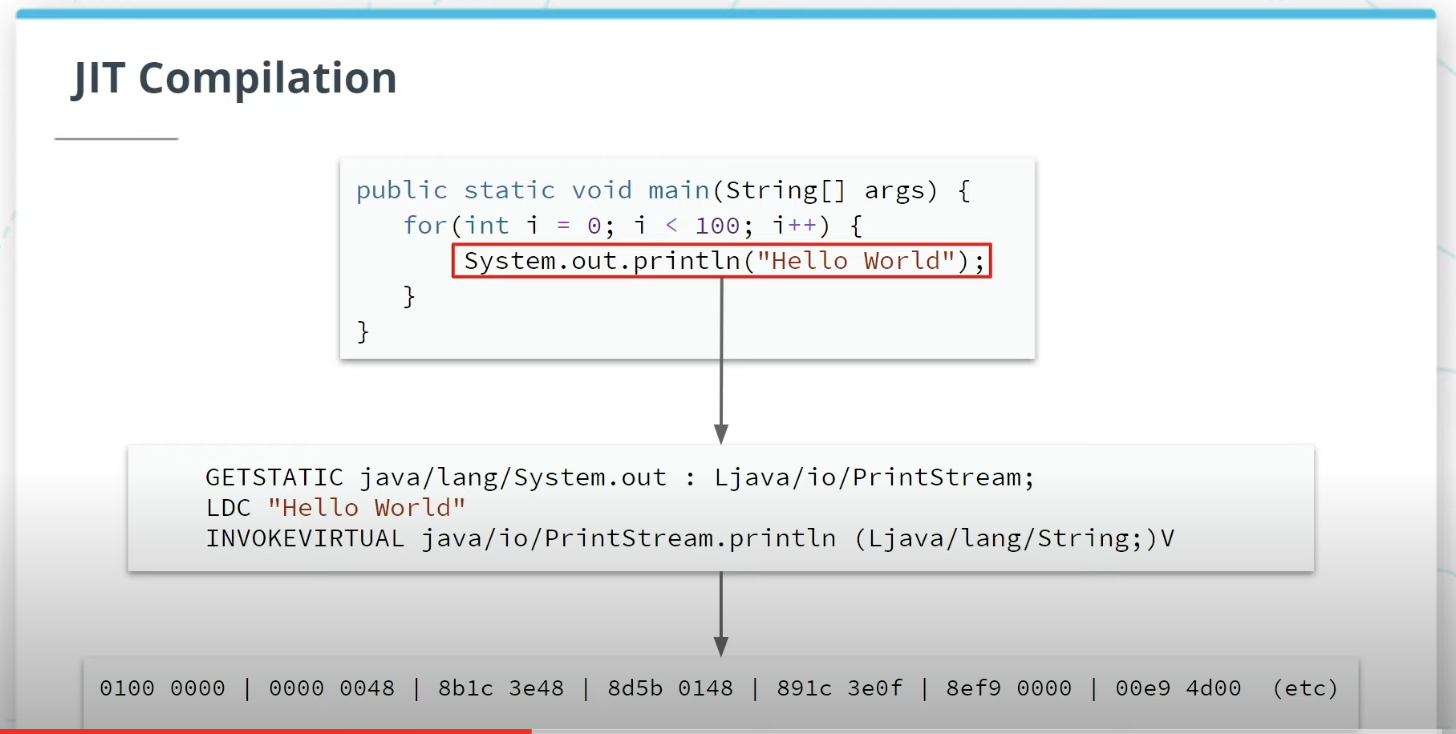 JIT Compilation
public static void main(String[] args) {
for(int i = 0; i < 100; i++) {
System.out.println("Hello World");
}
}
GETSTATIC java/lang/System.out : Ljava/io/PrintStream;
LDC "Hello World"
INVOKEVIRTUAL java/io/PrintStream.println (Ljava/lang/String;)V
0100 0000 | 0000 0048 | 8b1c 3e48 | 8d5b 0148 | 891c 3e0f | 8ef9 0000 | 00e9 4d00 (etc)